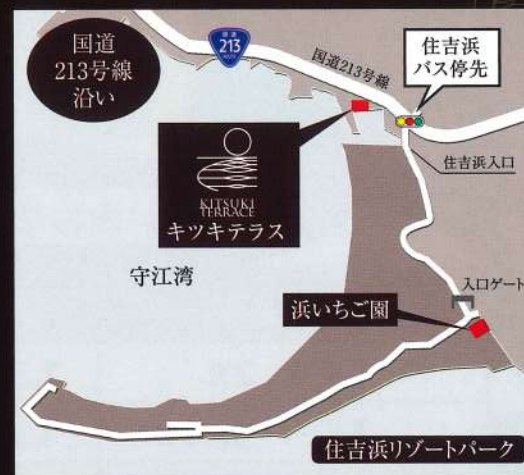 国道
213号線
沿い
国道
213
国道213号線
住吉浜
バス停先
住吉浜入口
KITSUKI
TERRACE
キツキテラス
守江湾
入口ゲート
浜いちご園
住吉浜リゾートパーク